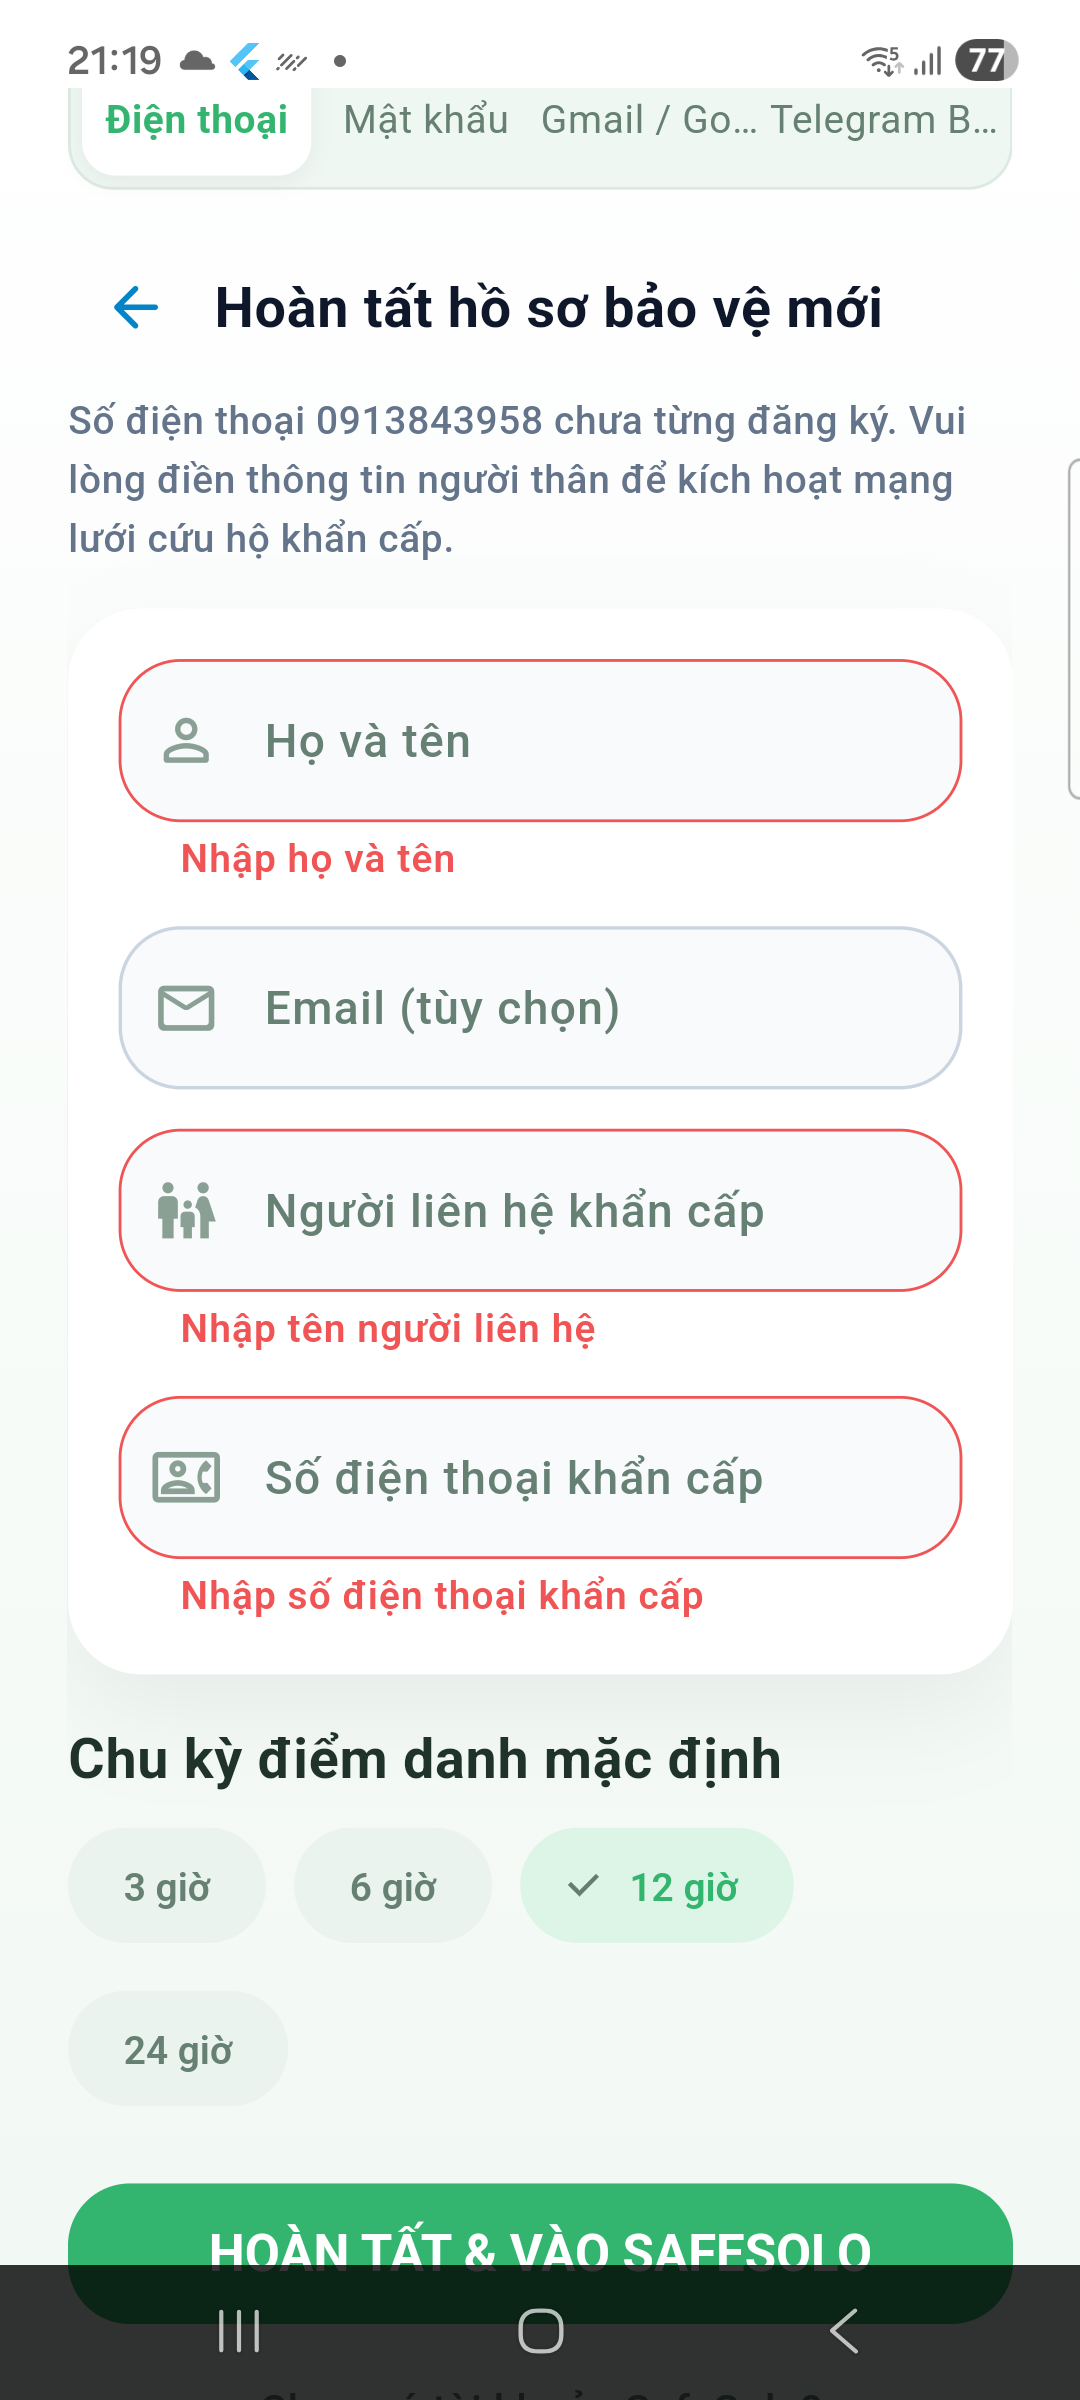 21:19
5
77
Điện thoại
Mật khẩu
Gmail / Go...
Telegram B...
Hoàn tất hồ sơ bảo vệ mới
Số điện thoại 0913843958 chưa từng đăng ký. Vui
lòng điền thông tin người thân để kích hoạt mạng
lưới cứu hộ khẩn cấp.
Họ và tên
Nhập họ và tên
Email (tùy chọn)
Người liên hệ khẩn cấp
Nhập tên người liên hệ
Số điện thoại khẩn cấp
Nhập số điện thoại khẩn cấp
Chu kỳ điểm danh mặc định
3 giờ
6 giờ
12 giờ
24 giờ
HOÀN TẤT & VÀO SAFESOLO